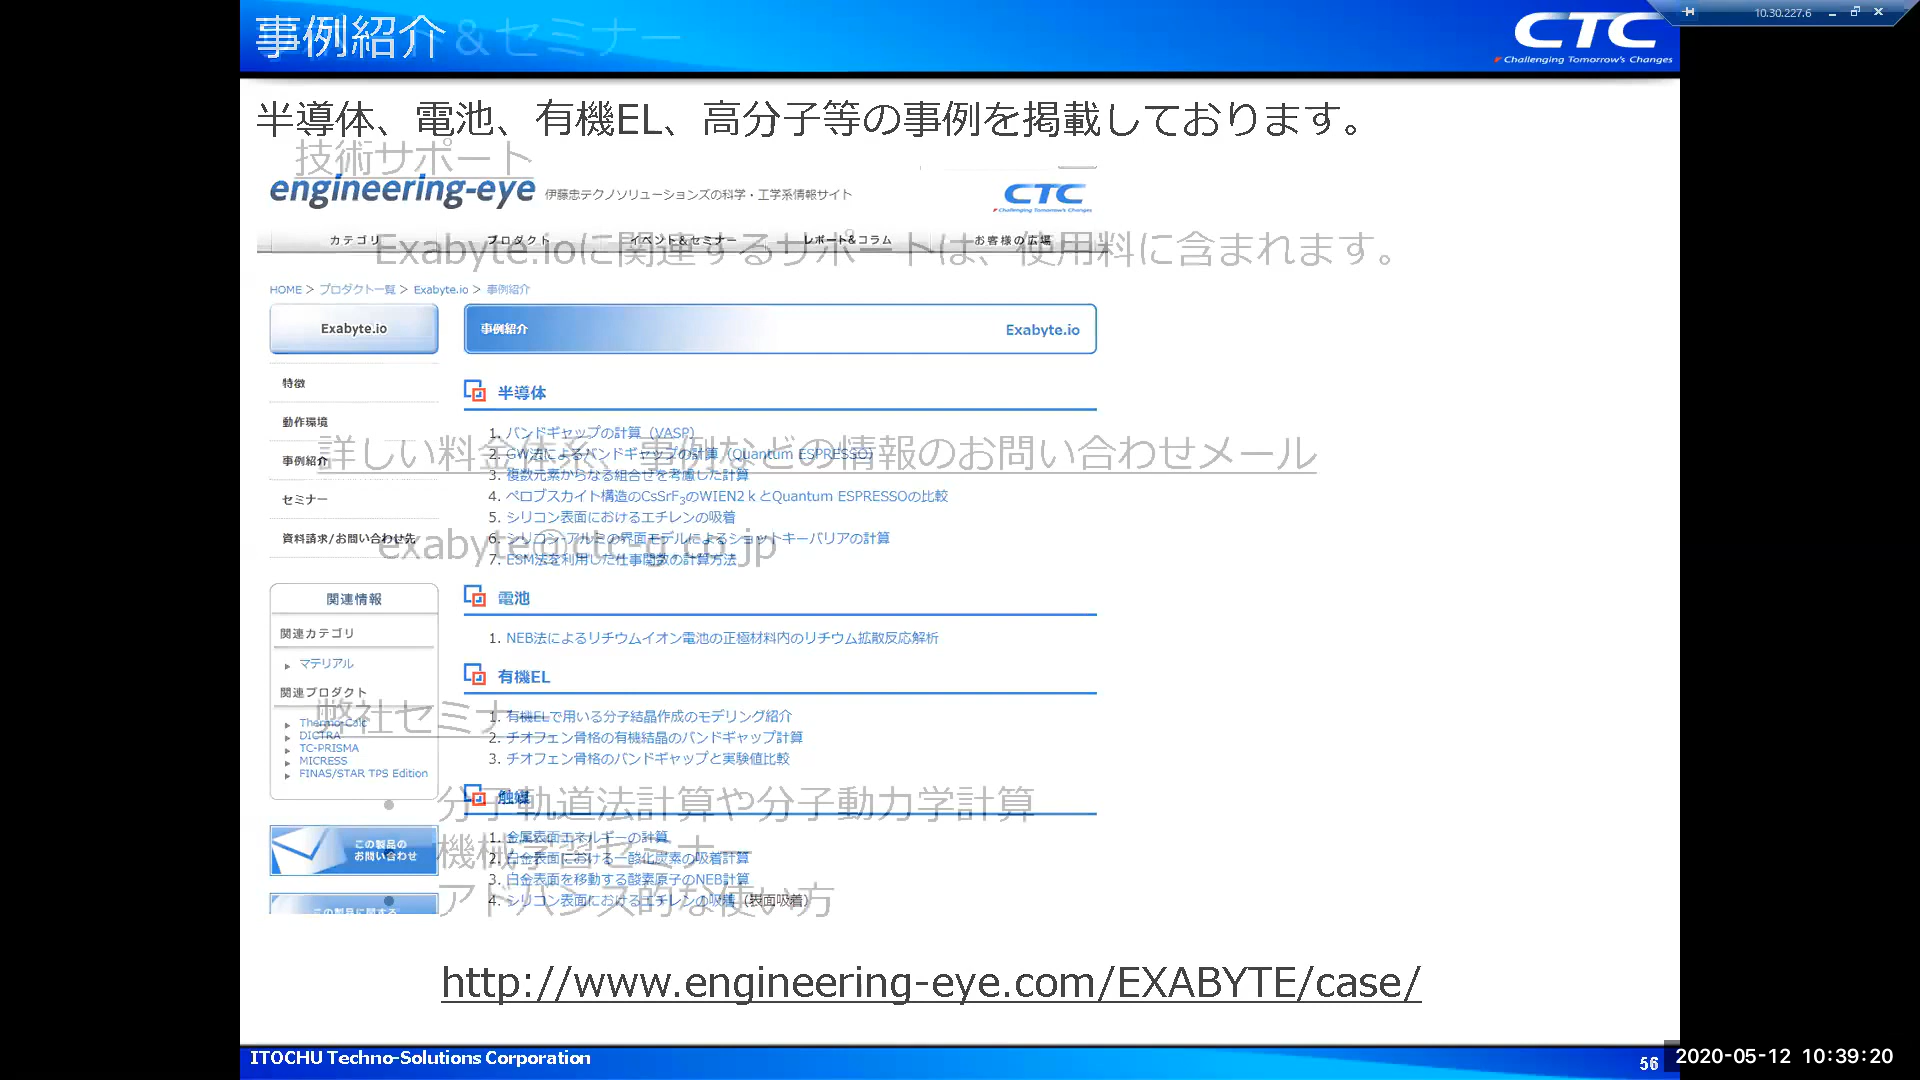 事例紹介
&セミナー
CTC
Challenging Tomorrow's Changes
10.30.227.6
半導体、電池、有機EL、高分子等の事例を掲載しております。
技術サポート
engineering-eye 伊藤忠テクノソリューションズの科学・工学系情報サイト
CTC
Challenging Tomorrow's Changes
カテゴリ プロダクト イベント&セミナー レポート&コラム お客様の広場
Exabyte.ioに関連するサポートは、使用料に含まれます。
HOME > プロダクト一覧 > Exabyte.io > 事例紹介
Exabyte.io
事例紹介 Exabyte.io
特徴
動作環境
事例紹介
セミナー
資料請求/お問い合わせ先
半導体
1. バンドギャップの計算（VASP）
2. GW法によるバンドギャップの計算（Quantum ESPRESSO）
詳しい料金体系、事例などの情報のお問い合わせメール
3. 複数元素からなる組合せを考慮した計算
4. ペロブスカイト構造のCsSrF3のWIEN2ｋとQuantum ESPRESSOの比較
5. シリコン表面におけるエチレンの吸着
6. シリコン-アルミの界面モデルによるショットキーバリアの計算
exabyte@ctc-g.co.jp
7. ESM法を利用した仕事関数の計算方法
関連情報
関連カテゴリ
マテリアル
関連プロダクト
Thermo-Calc
DICTRA
TC-PRISMA
MICRESS
FINAS/STAR TPS Edition
電池
1. NEB法によるリチウムイオン電池の正極材料内のリチウム拡散反応解析
有機EL
弊社セミナー
1. 有機ELで用いる分子結晶作成のモデリング紹介
2. チオフェン骨格の有機結晶のバンドギャップ計算
3. チオフェン骨格のバンドギャップと実験値比較
触媒
分子軌道法計算や分子動力学計算
1. 金属表面エネルギーの計算
機械学習セミナー
2. 白金表面における一酸化炭素の吸着計算
3. 白金表面を移動する酸素原子のNEB計算
アドバンス的な使い方
4. シリコン表面におけるエチレンの吸着（表面吸着）
この製品の
お問い合わせ
この製品に関する
http://www.engineering-eye.com/EXABYTE/case/
ITOCHU Techno-Solutions Corporation
56
2020-05-12 10:39:20